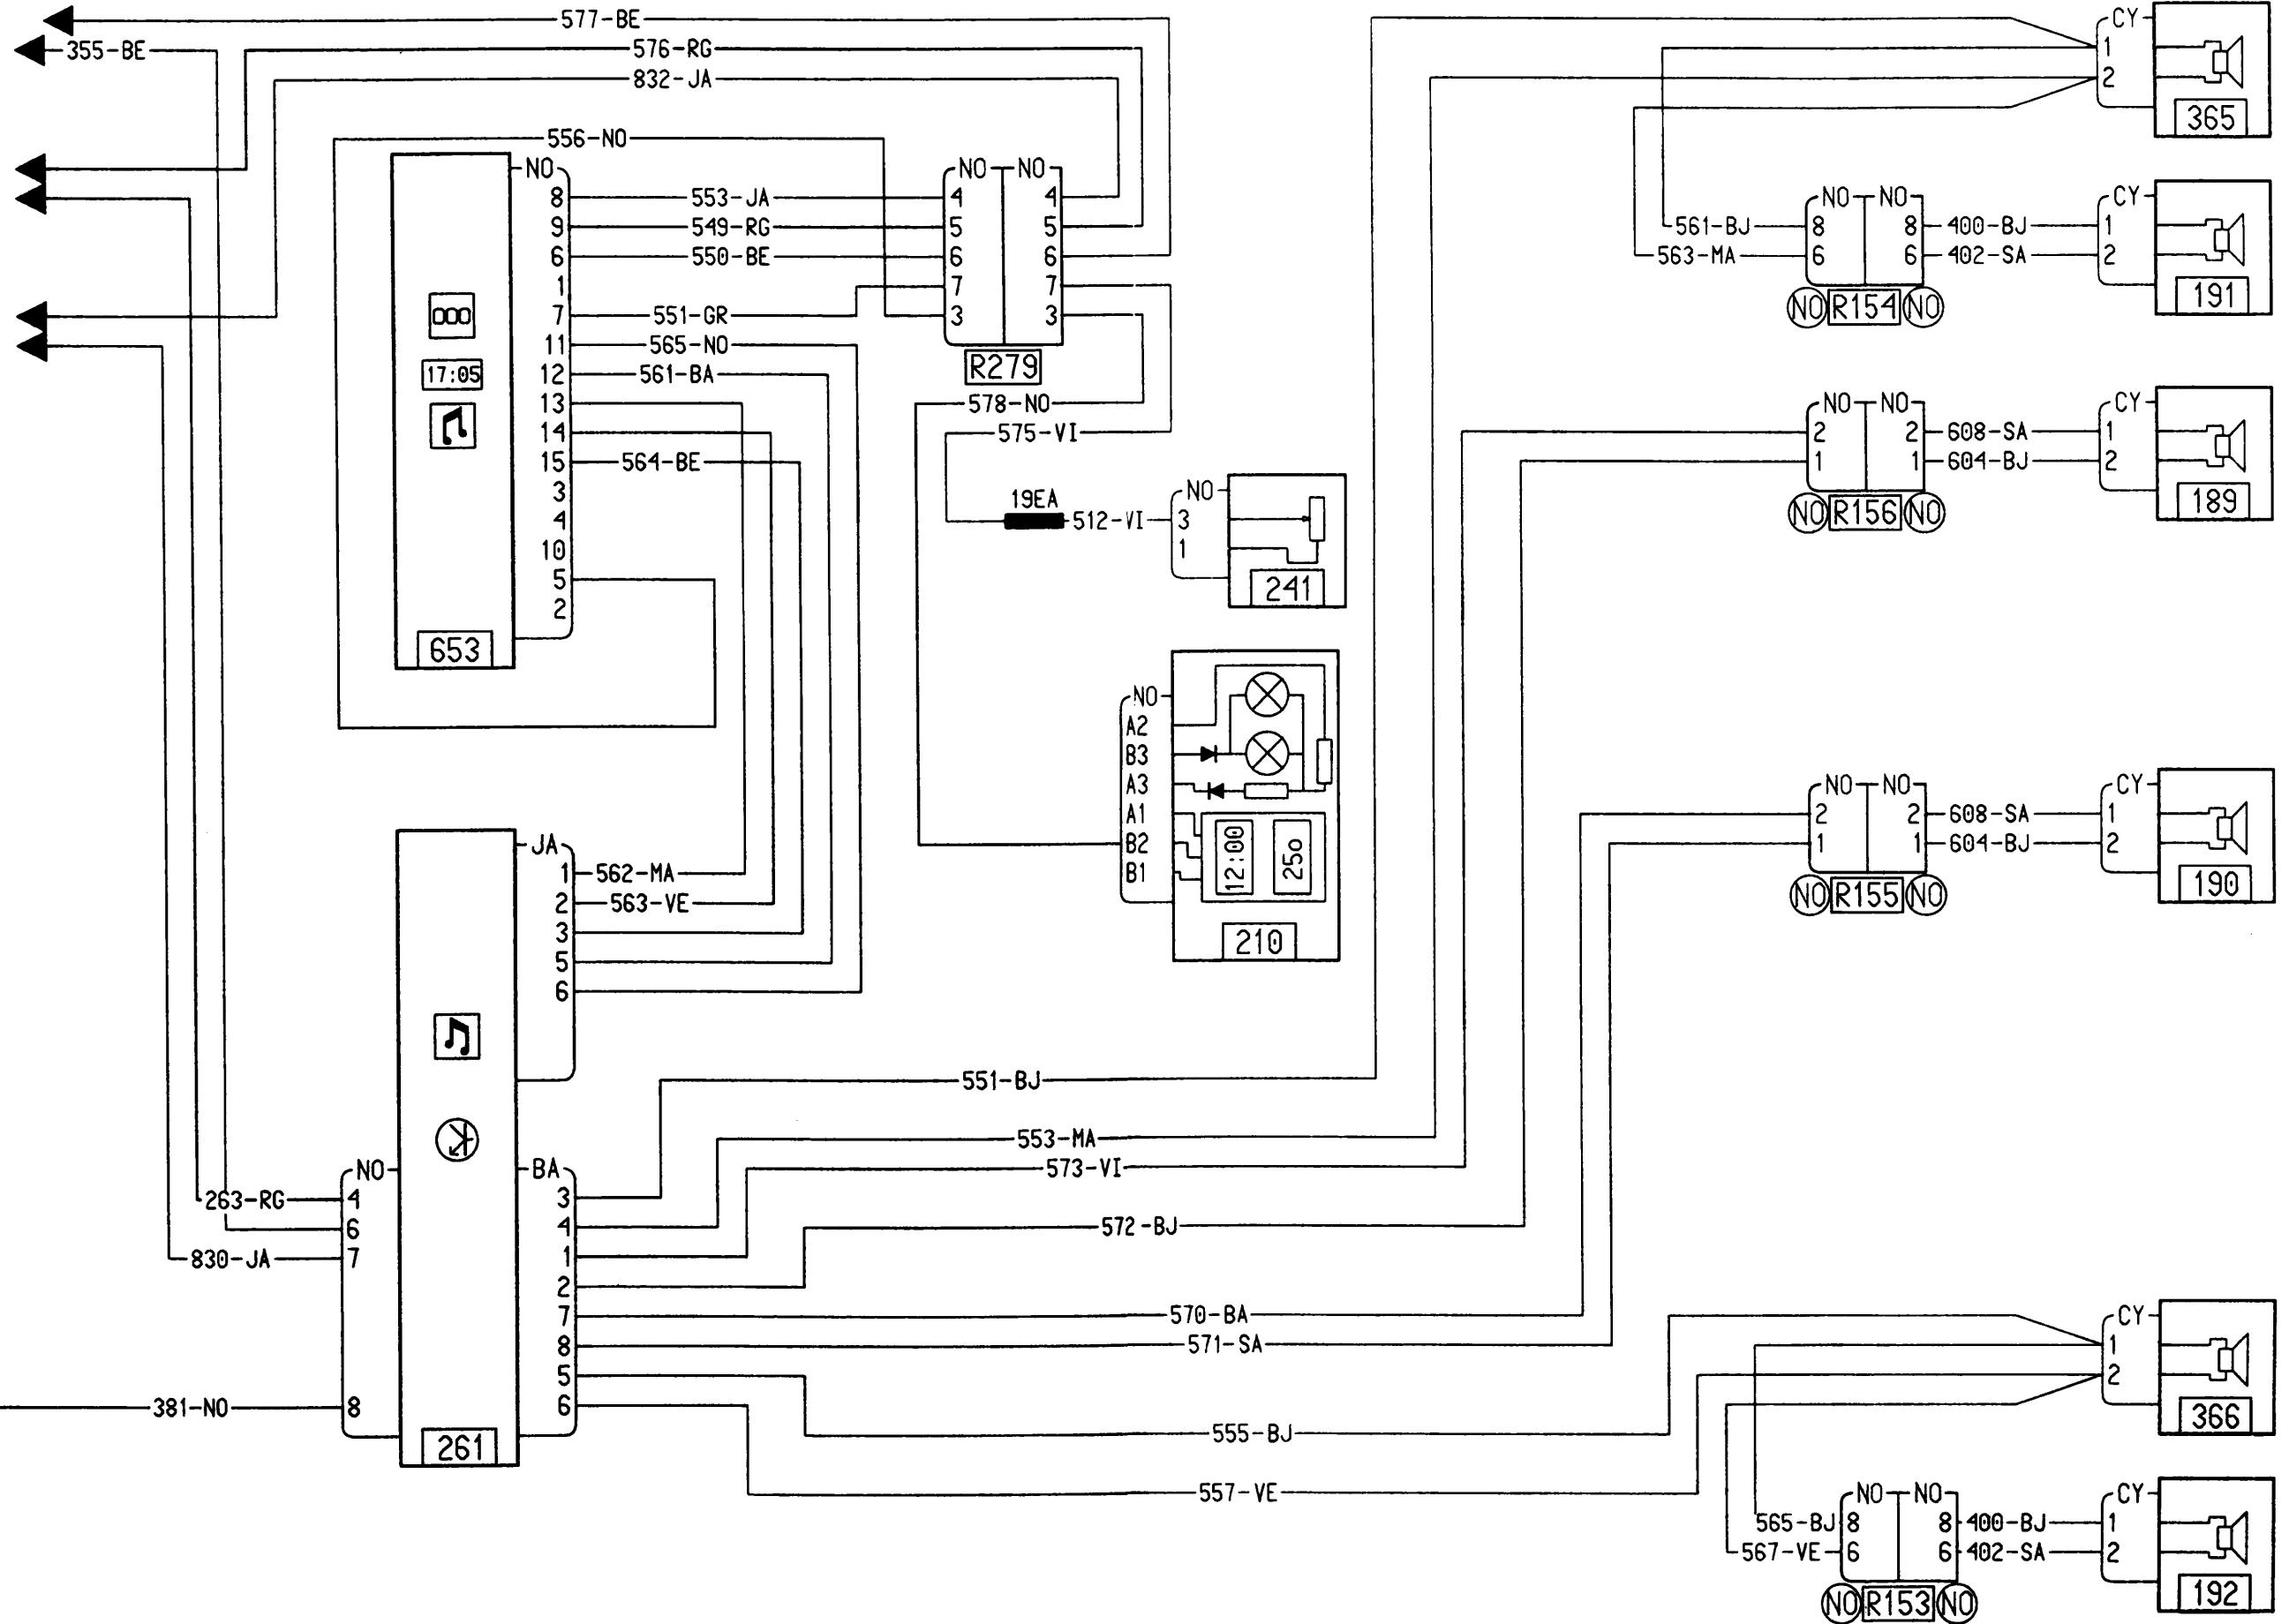 577-BE
355-BE
576-RG
832-JA
556-NO
NO
8
9
6
1
7
11
12
13
14
15
3
4
10
5
2
553-JA
549-RG
550-BE
551-GR
565-NO
561-BA
564-BE
000
17:05
653
NO NO
4 4
5 5
6 6
7 7
3 3
R279
578-NO
575-VI
19EA
512-VI
NO
3
1
241
NO
A2
B3
A3
A1
B2
B1
12:00
25o
210
JA
1 562-MA
2 563-VE
3
5
6
551-BJ
553-MA
573-VI
572-BJ
570-BA
571-SA
555-BJ
557-VE
NO
263-RG 4
6
830-JA 7
381-NO 8
BA
3
4
1
2
7
8
5
6
261
CY
1
2
365
NO NO CY
561-BJ 8 8 400-BJ 1
563-MA 6 6 402-SA 2
NO R154 NO
191
NO NO CY
2 2 608-SA 1
1 1 604-BJ 2
NO R156 NO
189
NO NO CY
2 2 608-SA 1
1 1 604-BJ 2
NO R155 NO
190
CY
1
2
366
NO NO CY
565-BJ 8 8 400-BJ 1
567-VE 6 6 402-SA 2
NO R153 NO
192